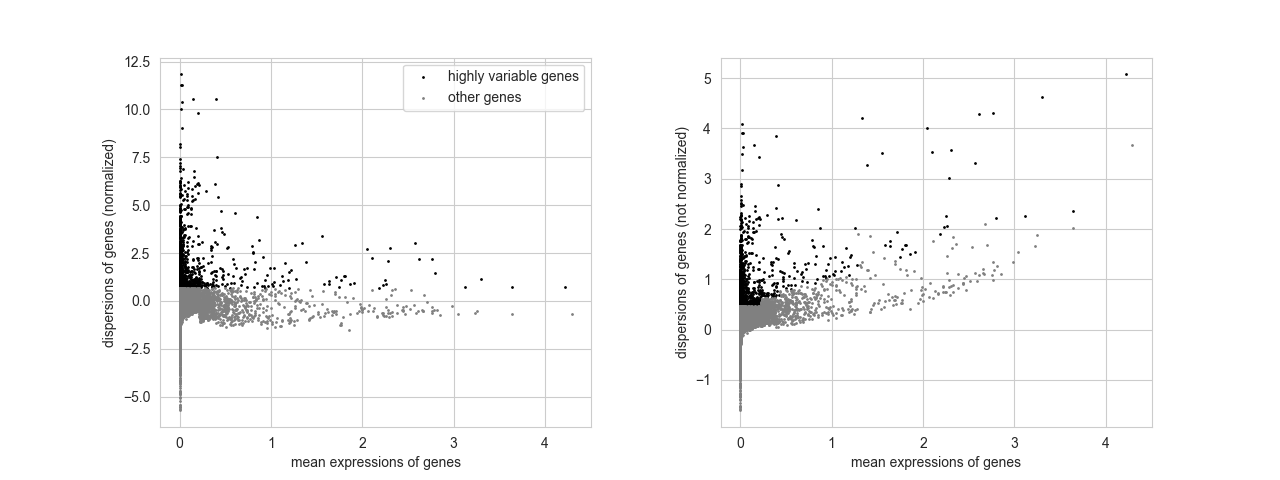 dispersions of genes (normalized)
12.5
10.0
7.5
5.0
2.5
0.0
−2.5
−5.0
highly variable genes
other genes
0 1 2 3 4
mean expressions of genes
dispersions of genes (not normalized)
5
4
3
2
1
0
−1
0 1 2 3 4
mean expressions of genes